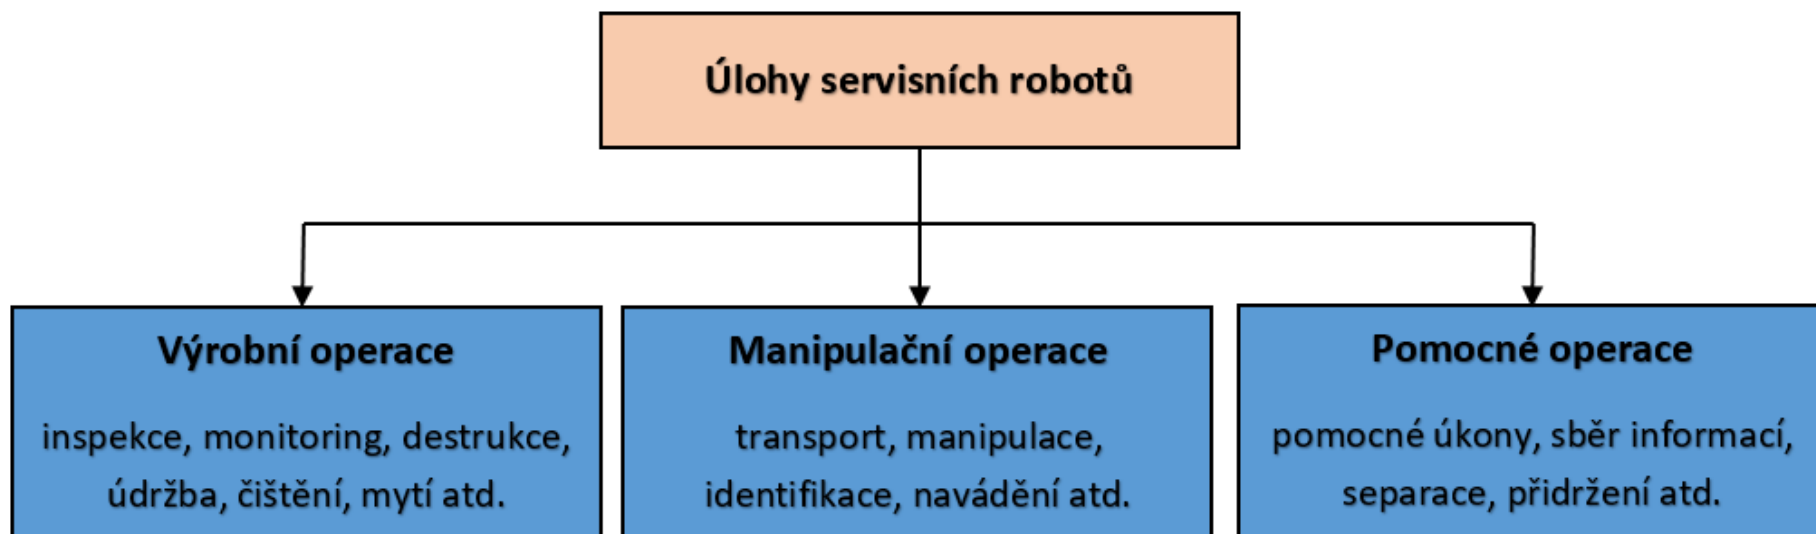 Úlohy servisních robotů
Výrobní operace
inspekce, monitoring, destrukce,
údržba, čištění, mytí atd.
Manipulační operace
transport, manipulace,
identifikace, navádění atd.
Pomocné operace
pomocné úkony, sběr informací,
separace, přidržení atd.